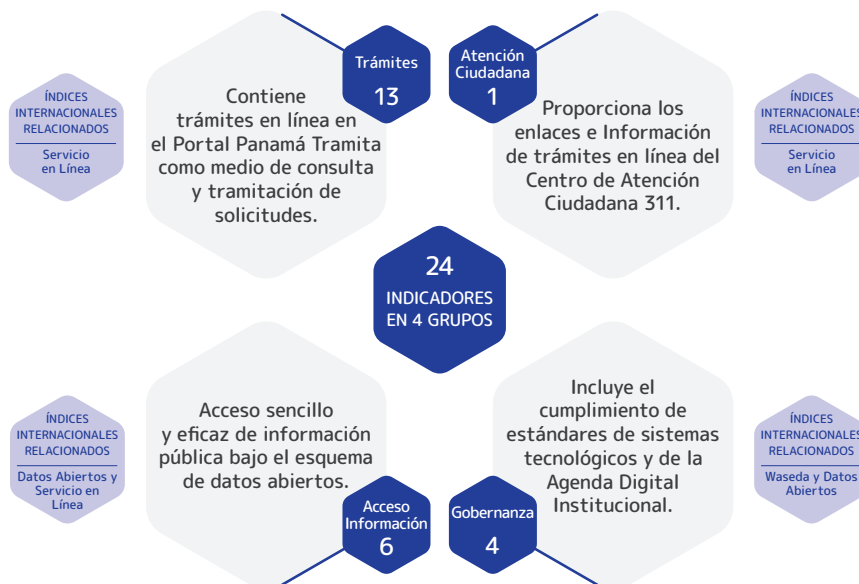 Trámites
13
Atención
Ciudadana
1
ÍNDICES
INTERNACIONALES
RELACIONADOS
Servicio
en Línea
Contiene
trámites en línea en
el Portal Panamá Tramita
como medio de consulta
y tramitación de
solicitudes.
Proporciona los
enlaces e Información
de trámites en línea del
Centro de Atención
Ciudadana 311.
ÍNDICES
INTERNACIONALES
RELACIONADOS
Servicio
en Línea
24
INDICADORES
EN 4 GRUPOS
ÍNDICES
INTERNACIONALES
RELACIONADOS
Datos Abiertos y
Servicio en
Línea
Acceso sencillo
y eficaz de información
pública bajo el esquema
de datos abiertos.
Acceso
Información
6
Incluye el
cumplimiento de
estándares de sistemas
tecnológicos y de la
Agenda Digital
Institucional.
Gobernanza
4
ÍNDICES
INTERNACIONALES
RELACIONADOS
Waseda y Datos
Abiertos